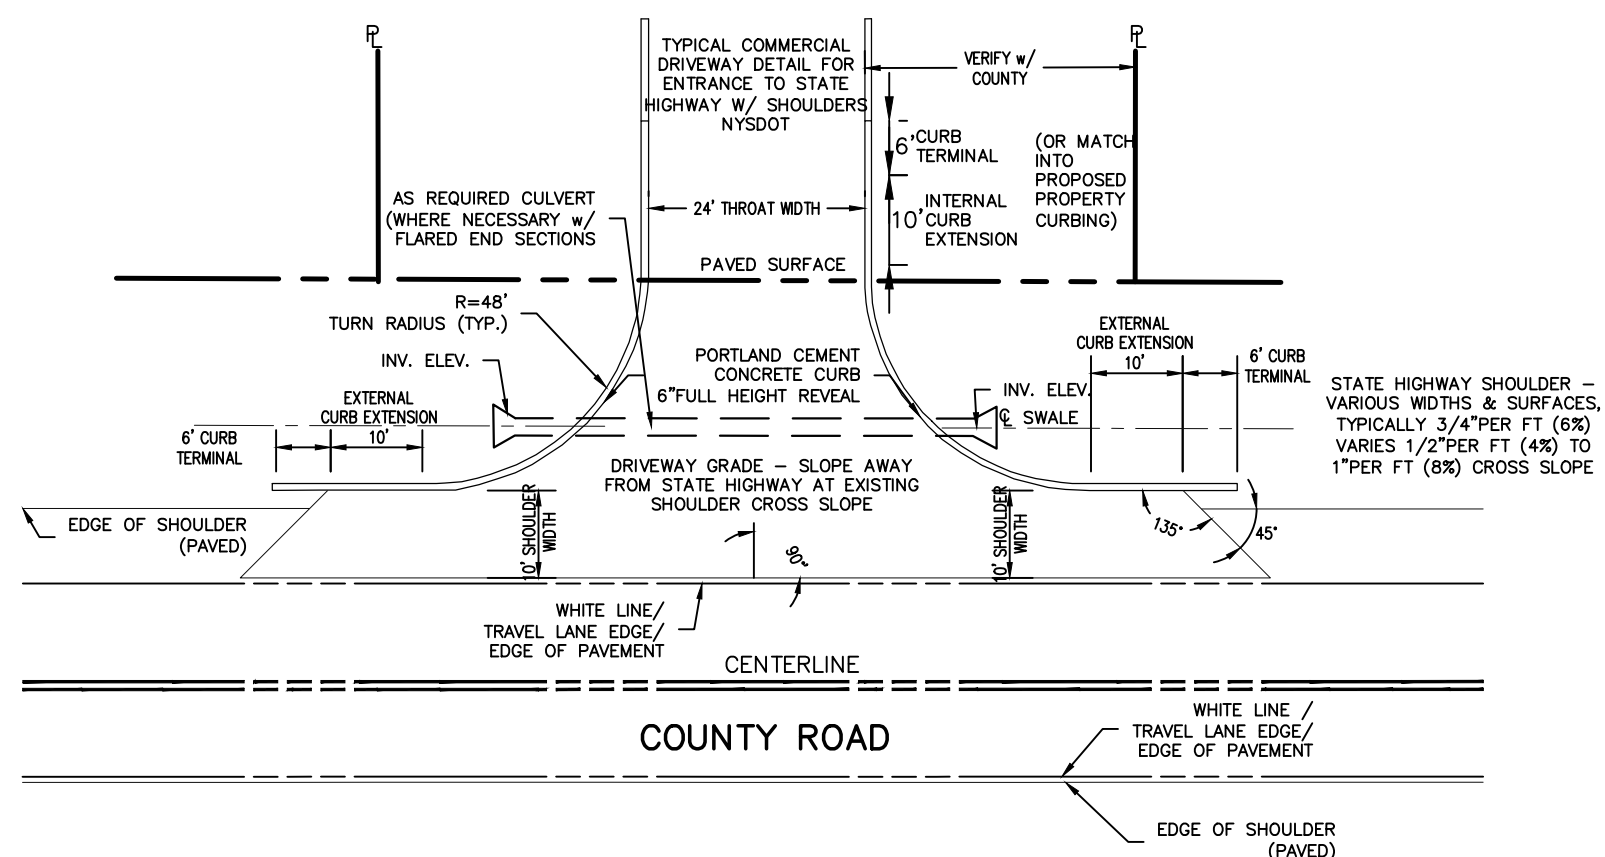 PL
PL
TYPICAL COMMERCIAL
DRIVEWAY DETAIL FOR
ENTRANCE TO STATE
HIGHWAY W/ SHOULDERS
NYSDOT
VERIFY w/
COUNTY
6' CURB
TERMINAL
(OR MATCH
INTO
PROPOSED
PROPERTY
CURBING)
10' INTERNAL
CURB
EXTENSION
AS REQUIRED CULVERT
(WHERE NECESSARY w/
FLARED END SECTIONS
24' THROAT WIDTH
PAVED SURFACE
R=48'
TURN RADIUS (TYP.)
INV. ELEV.
PORTLAND CEMENT
CONCRETE CURB
6"FULL HEIGHT REVEAL
EXTERNAL
CURB EXTENSION
10'
6' CURB
TERMINAL
INV. ELEV.
CL SWALE
STATE HIGHWAY SHOULDER –
VARIOUS WIDTHS & SURFACES,
TYPICALLY 3/4"PER FT (6%)
VARIES 1/2"PER FT (4%) TO
1"PER FT (8%) CROSS SLOPE
EXTERNAL
CURB EXTENSION
10'
6' CURB
TERMINAL
DRIVEWAY GRADE – SLOPE AWAY
FROM STATE HIGHWAY AT EXISTING
SHOULDER CROSS SLOPE
EDGE OF SHOULDER
(PAVED)
10' SHOULDER
WIDTH
90°
10' SHOULDER
WIDTH
135°
45°
WHITE LINE/
TRAVEL LANE EDGE/
EDGE OF PAVEMENT
CENTERLINE
COUNTY ROAD
WHITE LINE /
TRAVEL LANE EDGE/
EDGE OF PAVEMENT
EDGE OF SHOULDER
(PAVED)